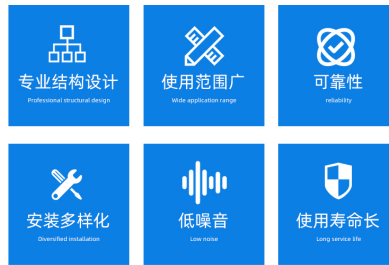 专业结构设计
Professional structural design
使用范围广
Wide application range
可靠性
reliability
安装多样化
Diversified installation
低噪音
Low noise
使用寿命长
Long service life